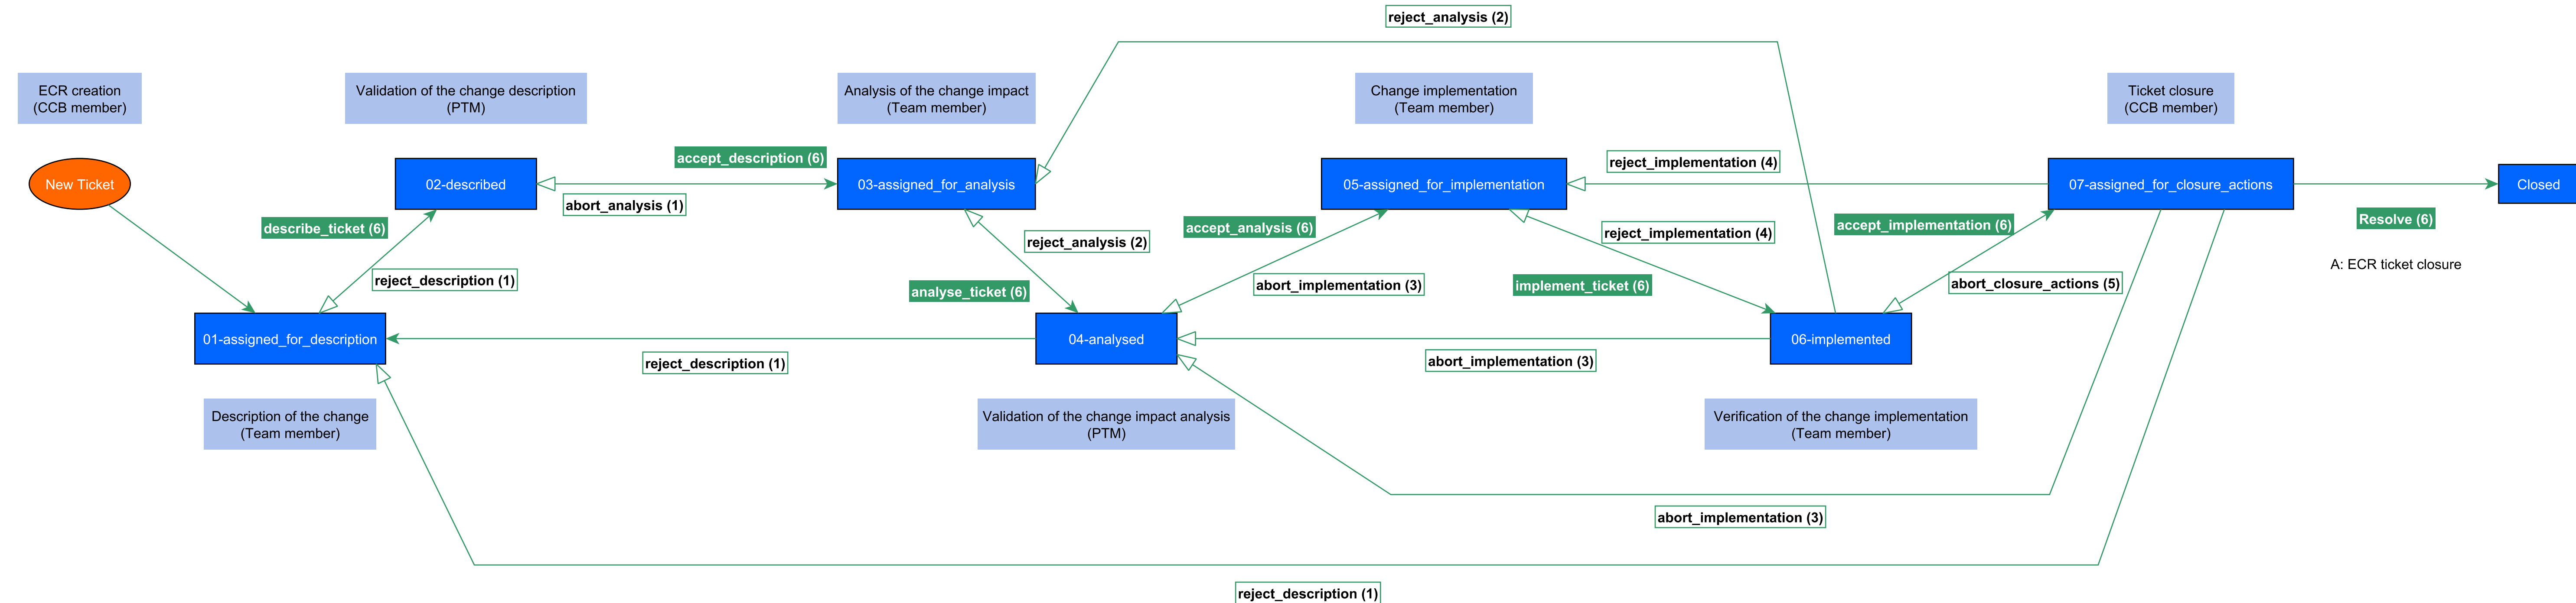 reject_analysis (2)
ECR creation
(CCB member)
Validation of the change description
(PTM)
Analysis of the change impact
(Team member)
Change implementation
(Team member)
Ticket closure
(CCB member)
New Ticket
02-described
accept_description (6)
abort_analysis (1)
03-assigned_for_analysis
05-assigned_for_implementation
reject_implementation (4)
07-assigned_for_closure_actions
Closed
describe_ticket (6)
reject_description (1)
reject_analysis (2)
analyse_ticket (6)
accept_analysis (6)
abort_implementation (3)
reject_implementation (4)
implement_ticket (6)
accept_implementation (6)
abort_closure_actions (5)
Resolve (6)
A: ECR ticket closure
01-assigned_for_description
reject_description (1)
04-analysed
abort_implementation (3)
06-implemented
Description of the change
(Team member)
Validation of the change impact analysis
(PTM)
Verification of the change implementation
(Team member)
abort_implementation (3)
reject_description (1)